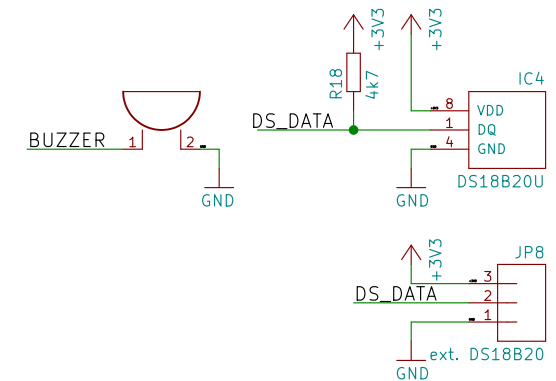 +3V3
+3V3
R18
4k7
IC4
8 VDD
DS_DATA
1 DQ
BUZZER
1
2
4 GND
GND
GND
DS18B20U
+3V3
JP8
3
DS_DATA
2
1
ext. DS18B20
GND